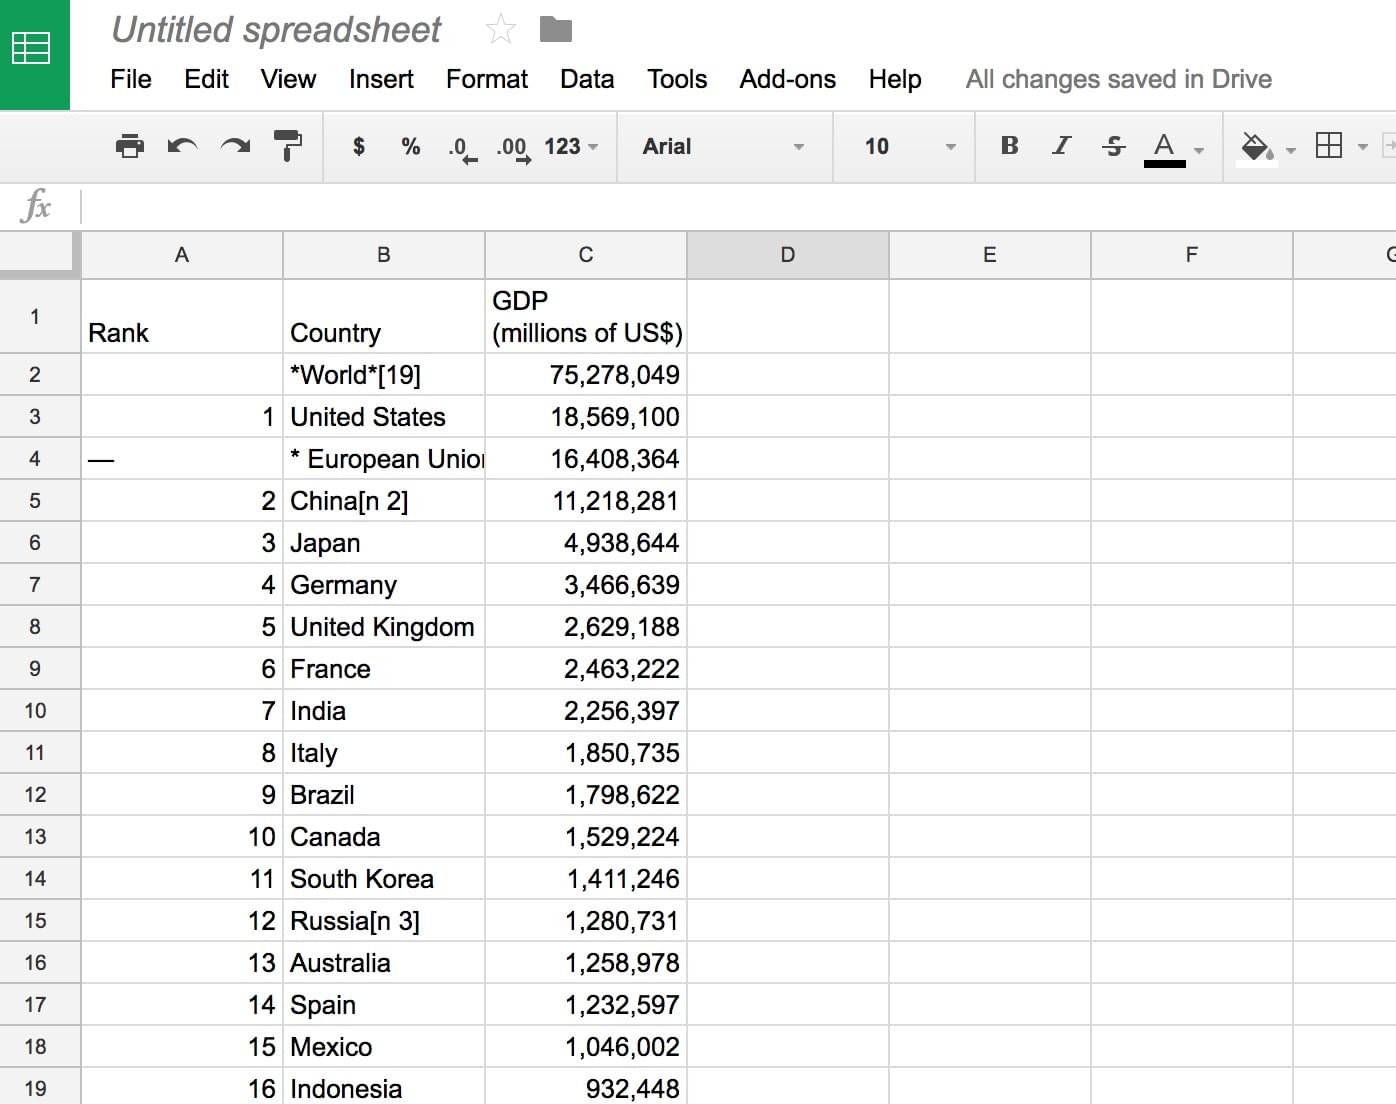 Untitled spreadsheet
File Edit View Insert Format Data Tools Add-ons Help All changes saved in Drive
$ % .0 .00 123 Arial 10 B I S A
fx
A B C D E F
1 Rank Country GDP
(millions of US$)
2 *World*[19] 75,278,049
3 1 United States 18,569,100
4 — * European 16,408,364
5 2 China[n 2] 11,218,281
6 3 Japan 4,938,644
7 4 Germany 3,466,639
8 5 United Kingdom 2,629,188
9 6 France 2,463,222
10 7 India 2,256,397
11 8 Italy 1,850,735
12 9 Brazil 1,798,622
13 10 Canada 1,529,224
14 11 South Korea 1,411,246
15 12 Russia[n 3] 1,280,731
16 13 Australia 1,258,978
17 14 Spain 1,232,597
18 15 Mexico 1,046,002
19 16 Indonesia 932,448